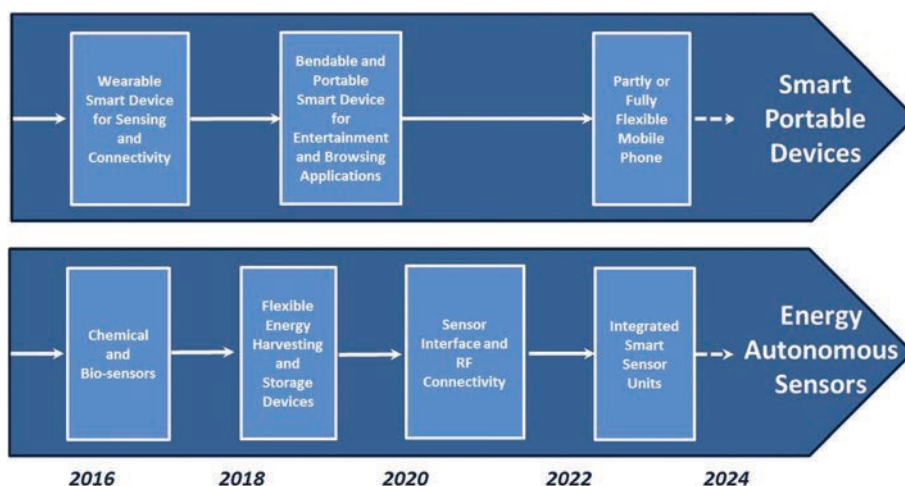 Wearable
Smart Device
for Sensing
and
Connectivity
Bendable and
Portable
Smart Device
for
Entertainment
and Browsing
Applications
Partly or
Fully
Flexible
Mobile
Phone
Smart
Portable
Devices
Chemical
and
Bio-sensors
Flexible
Energy
Harvesting
and
Storage
Devices
Sensor
Interface and
RF
Connectivity
Integrated
Smart
Sensor
Units
Energy
Autonomous
Sensors
2016 2018 2020 2022 2024